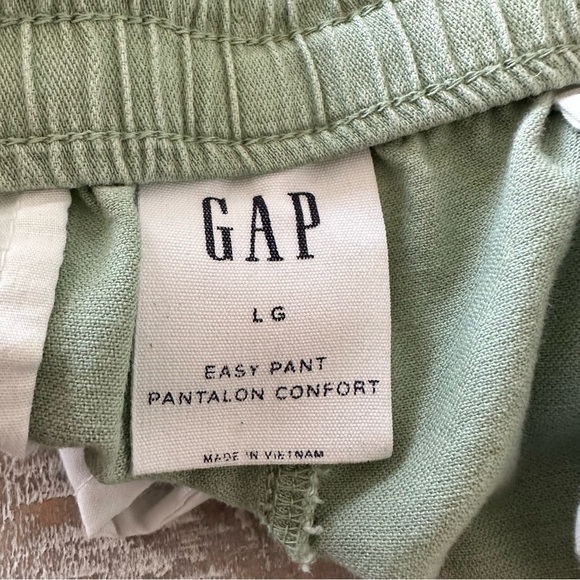 GAP
LG
EASY PANT
PANTALON CONFORT
MADE IN VIETNAM